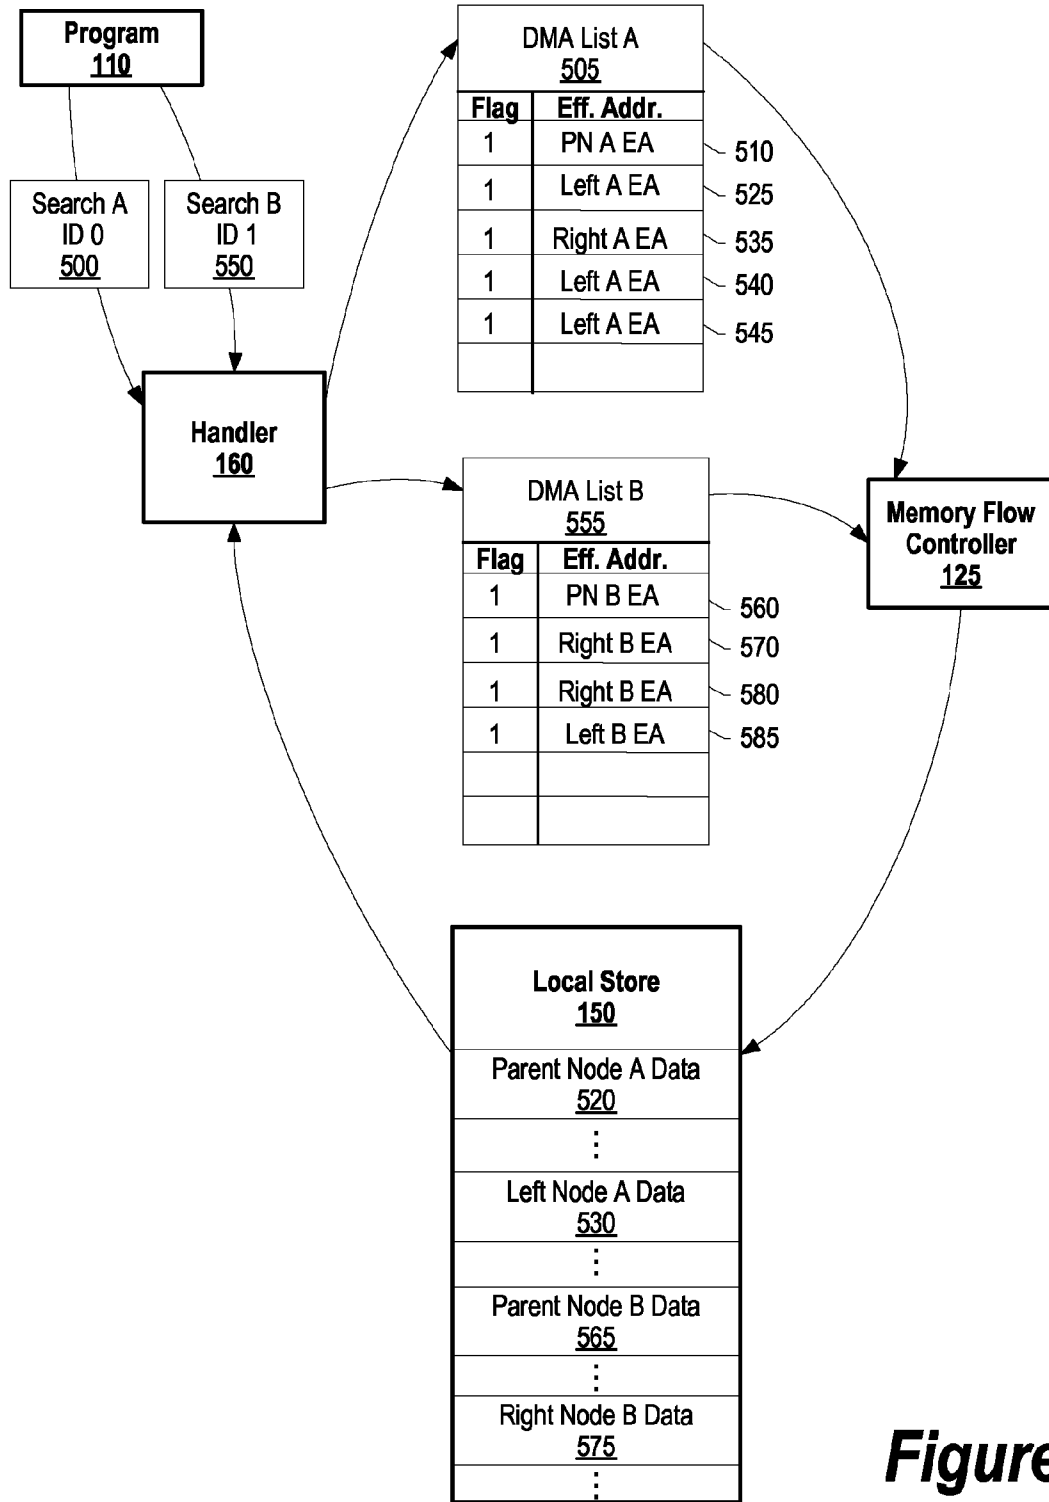 Program
110
Search A
ID 0
500
Search B
ID 1
550
Handler
160
DMA List A
505
Flag Eff. Addr.
1 PN A EA 510
1 Left A EA 525
1 Right A EA 535
1 Left A EA 540
1 Left A EA 545
DMA List B
555
Flag Eff. Addr.
1 PN B EA 560
1 Right B EA 570
1 Right B EA 580
1 Left B EA 585
Memory Flow
Controller
125
Local Store
150
Parent Node A Data
520
⋮
Left Node A Data
530
⋮
Parent Node B Data
565
⋮
Right Node B Data
575
⋮
Figure